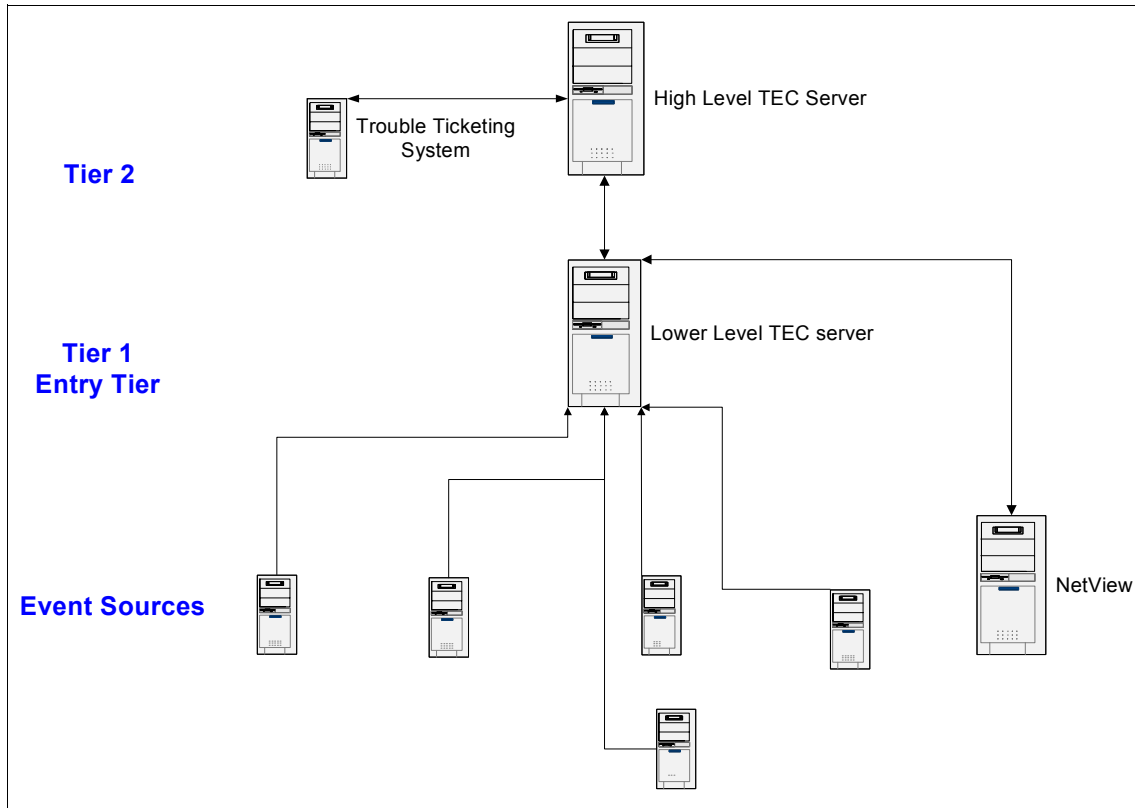 High Level TEC Server
Trouble Ticketing
System
Tier 2
Lower Level TEC server
Tier 1
Entry Tier
Event Sources
NetView